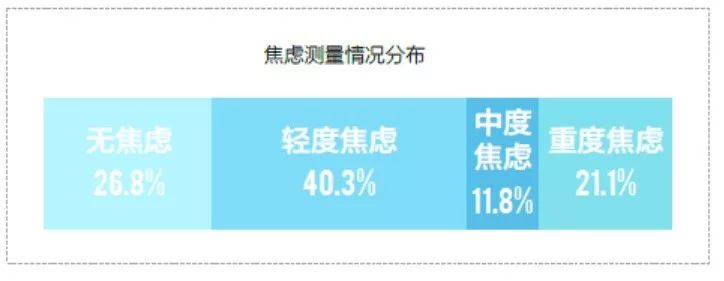 焦虑测量情况分布
无焦虑
26.8%
轻度焦虑
40.3%
中度
焦虑
11.8%
重度焦虑
21.1%